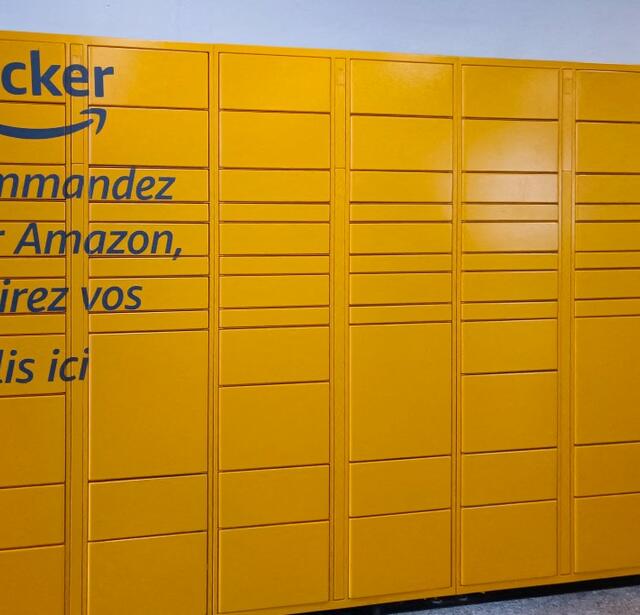 cker
mmandez
r Amazon,
irez vos
lis ici